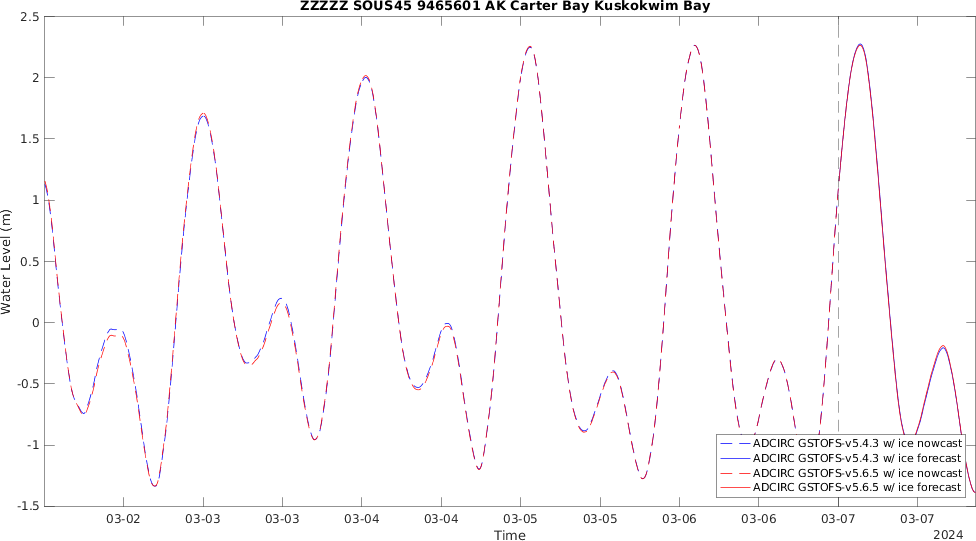 ZZZZZ SOUS45 9465601 AK Carter Bay Kuskokwim Bay
Water Level (m)
2.5
2
1.5
1
0.5
0
-0.5
-1
-1.5
ADCIRC GSTOFS-v5.4.3 w/ ice nowcast
ADCIRC GSTOFS-v5.4.3 w/ ice forecast
ADCIRC GSTOFS-v5.6.5 w/ ice nowcast
ADCIRC GSTOFS-v5.6.5 w/ ice forecast
03-02 03-03 03-03 03-04 03-04 03-05 03-05 03-06 03-06 03-07 03-07
Time
2024